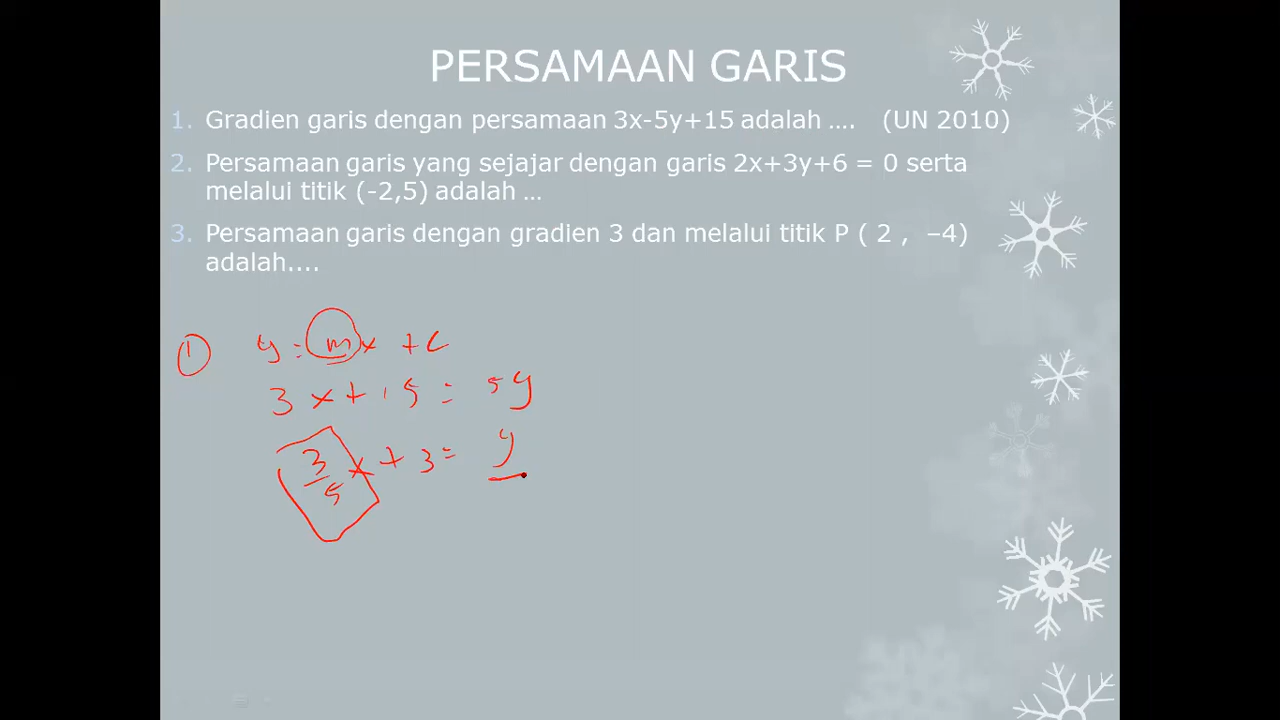 PERSAMAAN GARIS
1. Gradien garis dengan persamaan 3x-5y+15 adalah .... (UN 2010)
2. Persamaan garis yang sejajar dengan garis 2x+3y+6 = 0 serta
melalui titik (-2,5) adalah ...
3. Persamaan garis dengan gradien 3 dan melalui titik P ( 2 , –4)
adalah....
① y = mx + c
3x + 15 = 5y
3/5 x + 3 = y